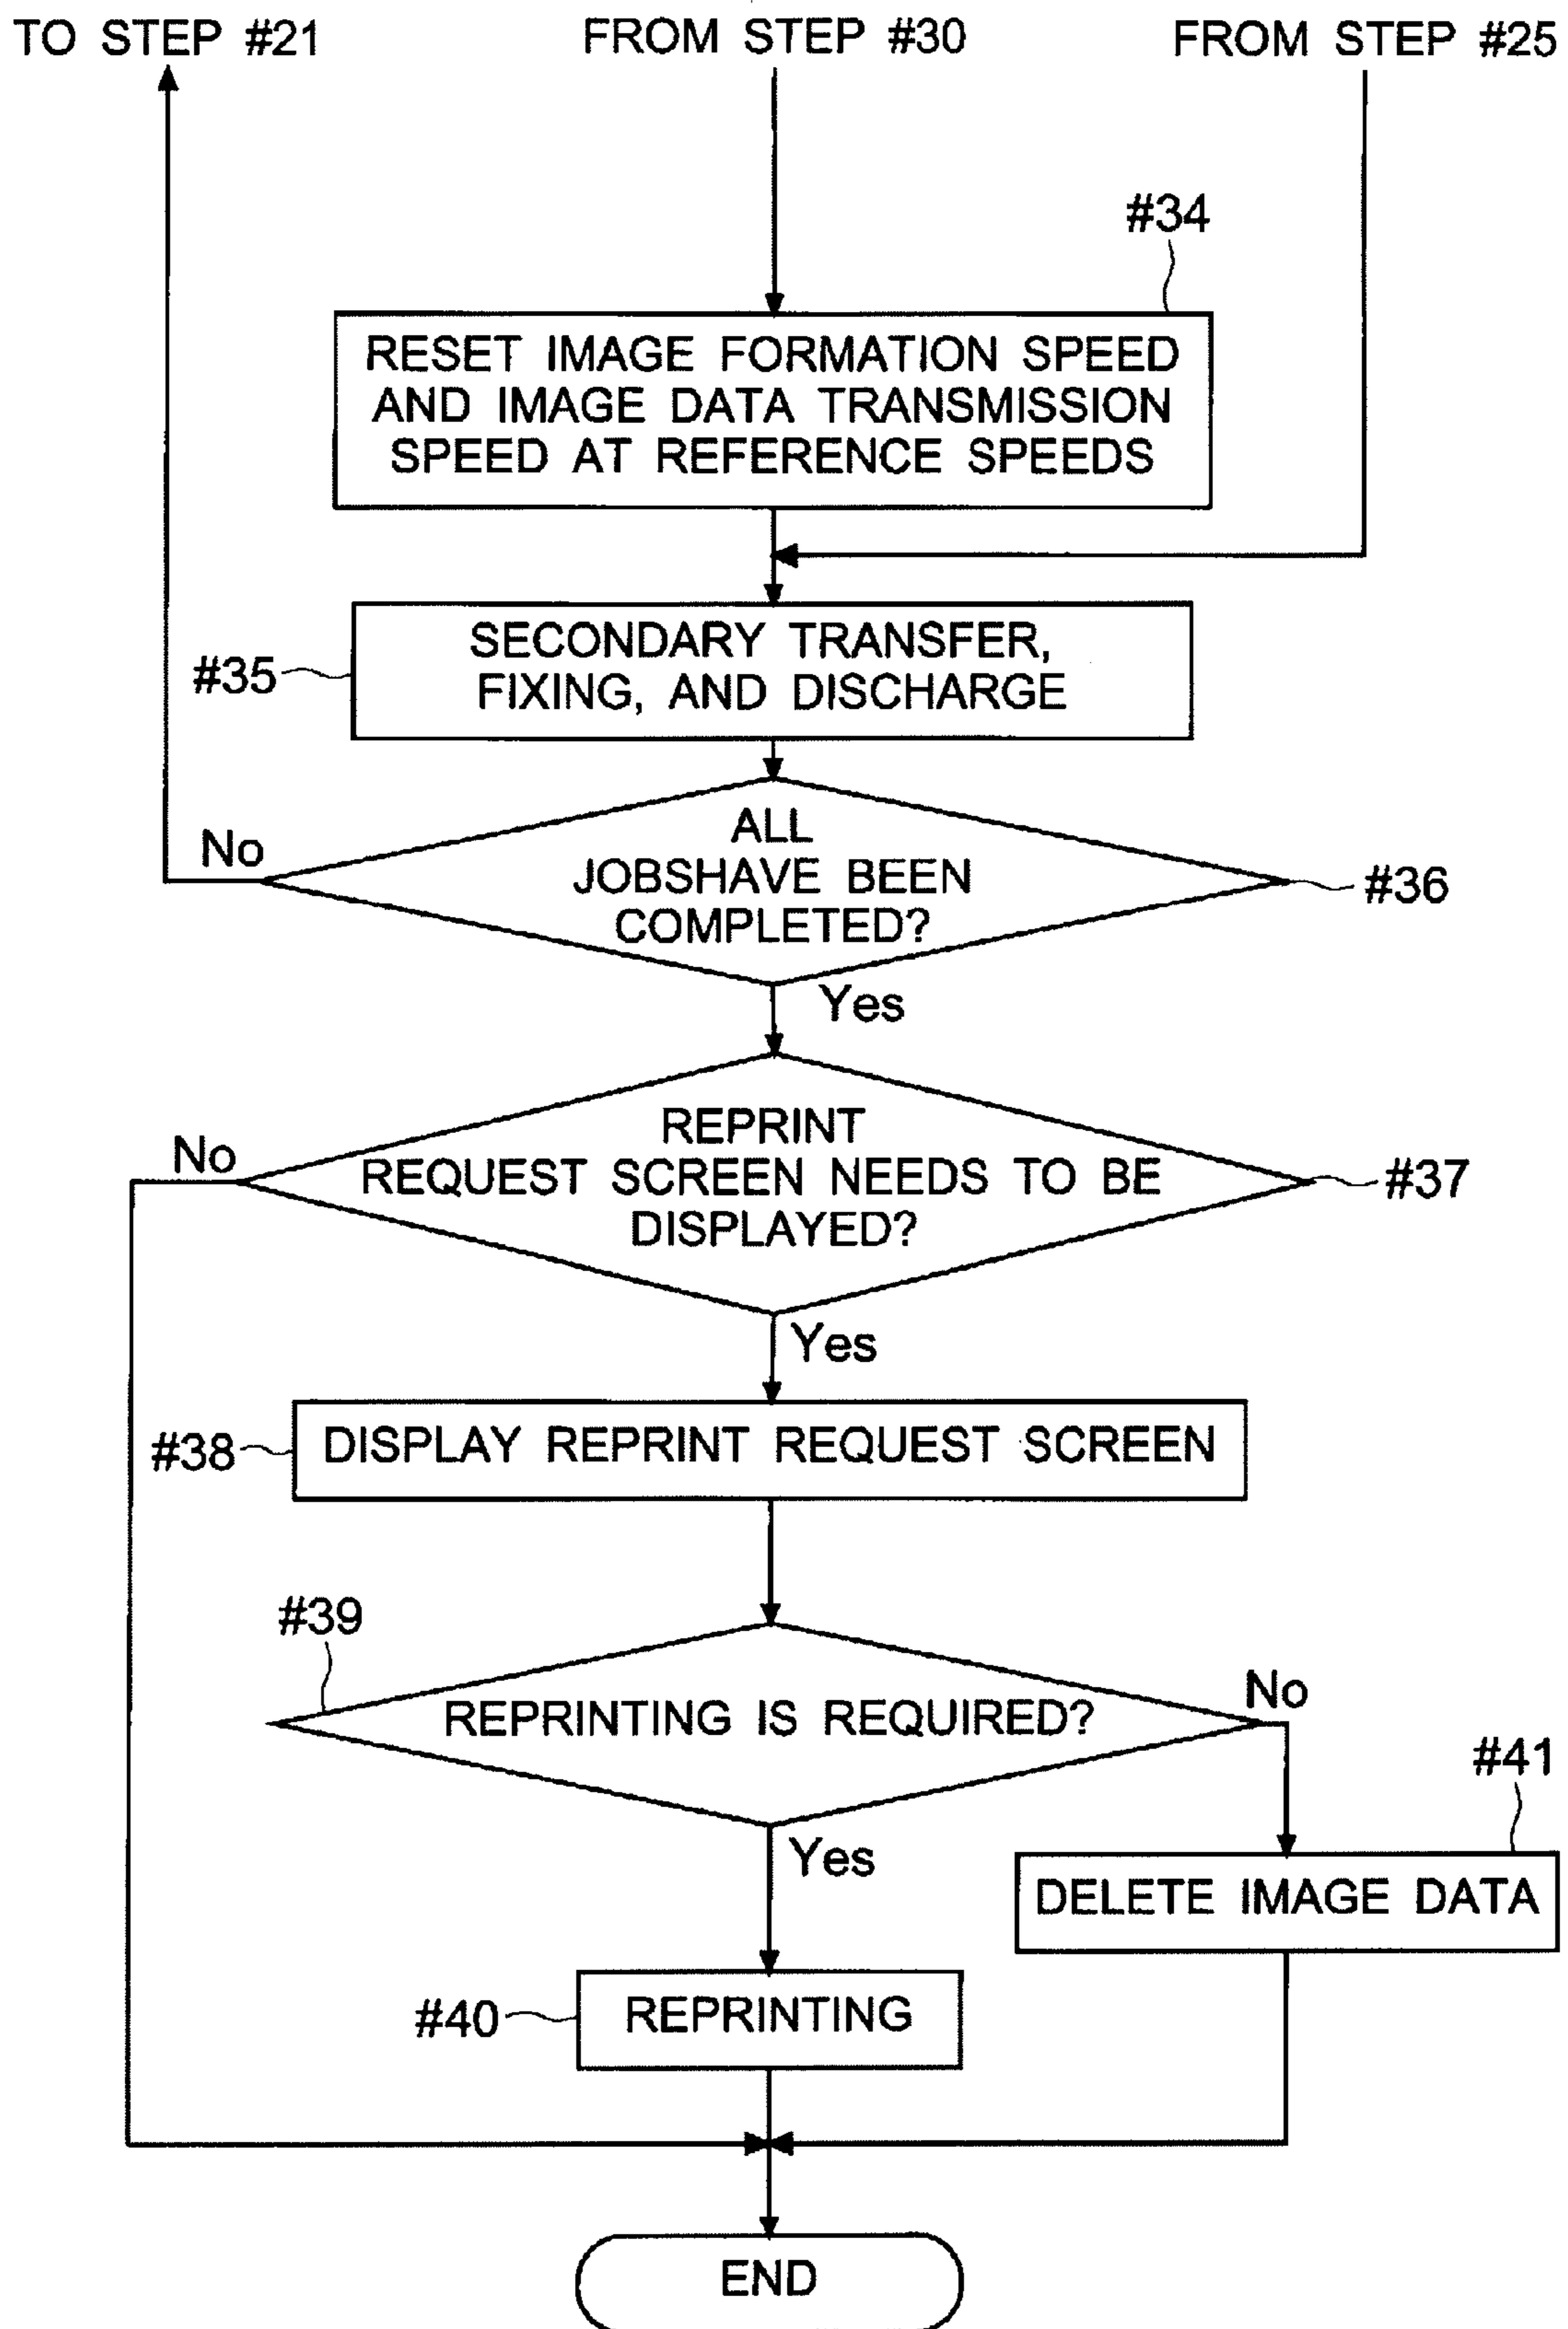 TO STEP #21
FROM STEP #30
FROM STEP #25
#34
RESET IMAGE FORMATION SPEED
AND IMAGE DATA TRANSMISSION
SPEED AT REFERENCE SPEEDS
#35
SECONDARY TRANSFER,
FIXING, AND DISCHARGE
No
ALL
JOBSHAVE BEEN
COMPLETED?
#36
Yes
No
REPRINT
REQUEST SCREEN NEEDS TO BE
DISPLAYED?
#37
Yes
#38
DISPLAY REPRINT REQUEST SCREEN
#39
REPRINTING IS REQUIRED?
No
#41
Yes
DELETE IMAGE DATA
#40
REPRINTING
END